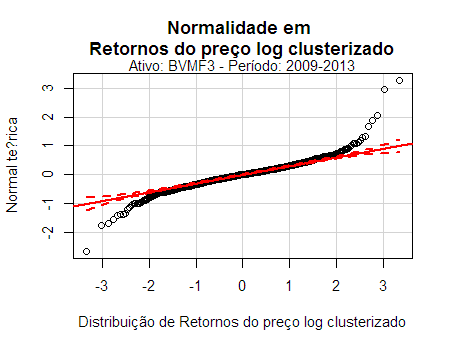 Normalidade em
Retornos do preço log clusterizado
Ativo: BVMF3 - Período: 2009-2013
Normal te?rica
3
2
1
0
-1
-2
-3 -2 -1 0 1 2 3
Distribuição de Retornos do preço log clusterizado